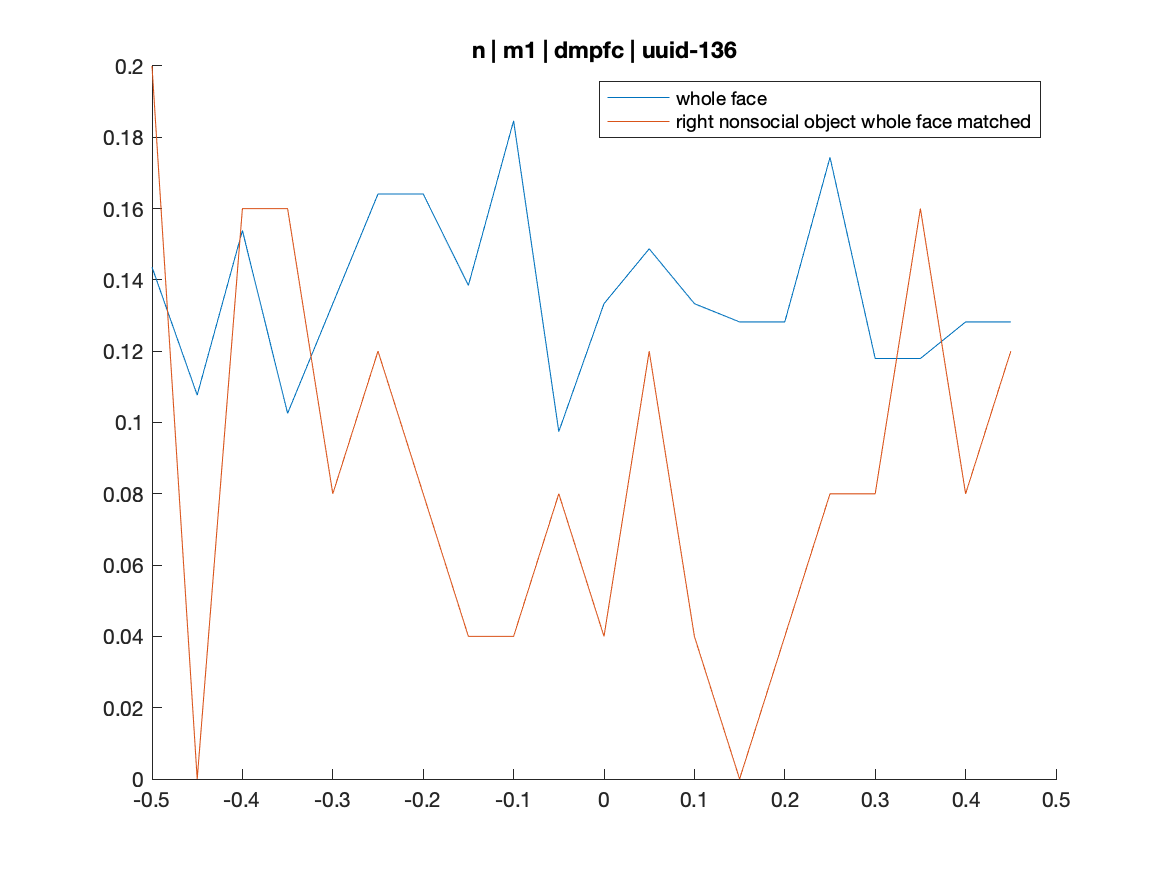 n | m1 | dmpfc | uuid-136
whole face
right nonsocial object whole face matched
0.2
0.18
0.16
0.14
0.12
0.1
0.08
0.06
0.04
0.02
0
-0.5 -0.4 -0.3 -0.2 -0.1 0 0.1 0.2 0.3 0.4 0.5